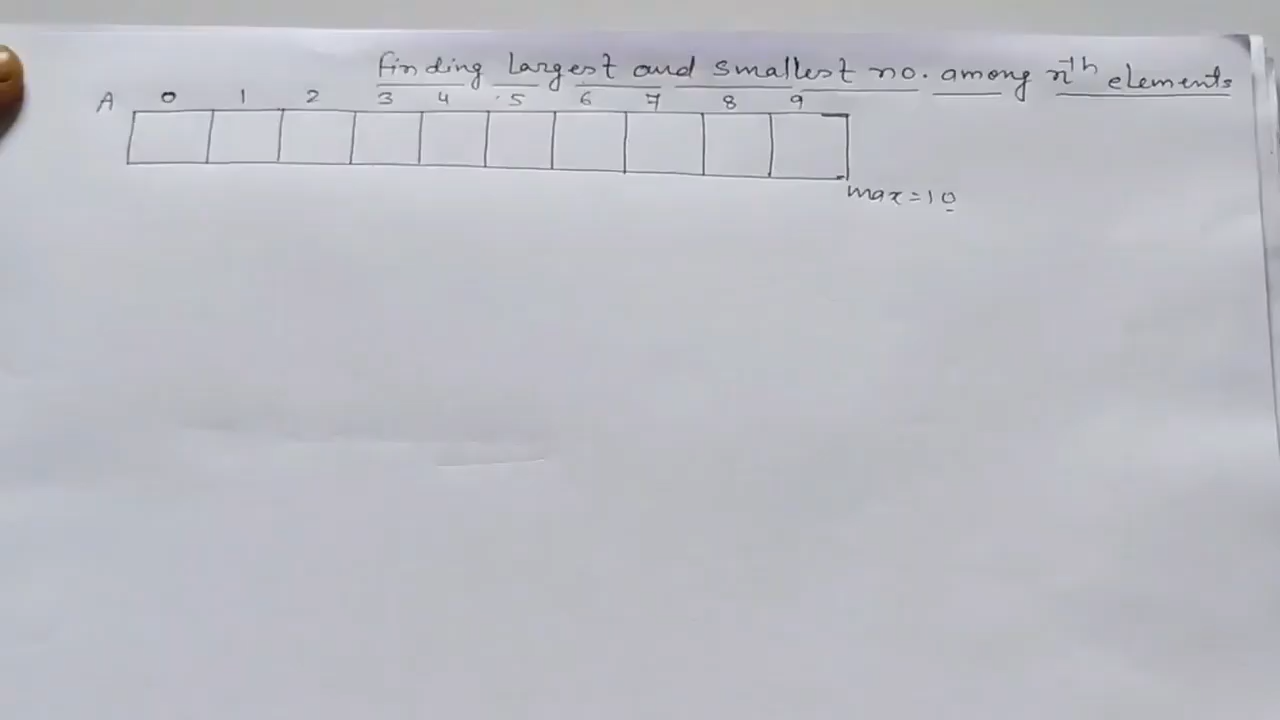 Finding largest and smallest no. among nth elements
A 0 1 2 3 4 5 6 7 8 9
max=10